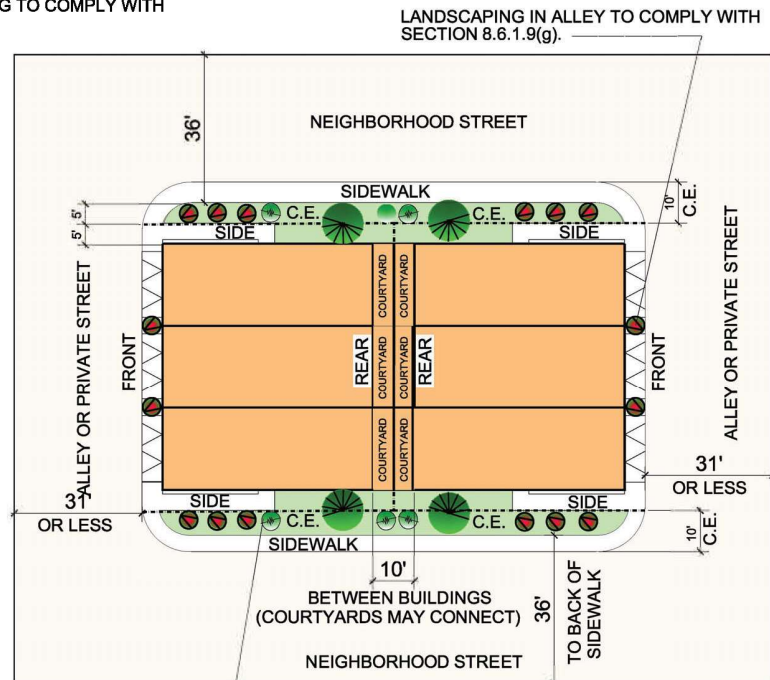 G TO COMPLY WITH
LANDSCAPING IN ALLEY TO COMPLY WITH
SECTION 8.6.1.9(g).
36'
NEIGHBORHOOD STREET
SIDEWALK
10'
C.E.
5'
5'
C.E.
C.E.
SIDE
SIDE
ALLEY OR PRIVATE STREET
FRONT
COURTYARD
COURTYARD
REAR
COURTYARD
COURTYARD
REAR
COURTYARD
COURTYARD
FRONT
ALLEY OR PRIVATE STREET
31'
OR LESS
31'
OR LESS
SIDE
SIDE
C.E.
C.E.
10'
C.E.
SIDEWALK
10'
BETWEEN BUILDINGS
(COURTYARDS MAY CONNECT)
36'
TO BACK OF
SIDEWALK
NEIGHBORHOOD STREET